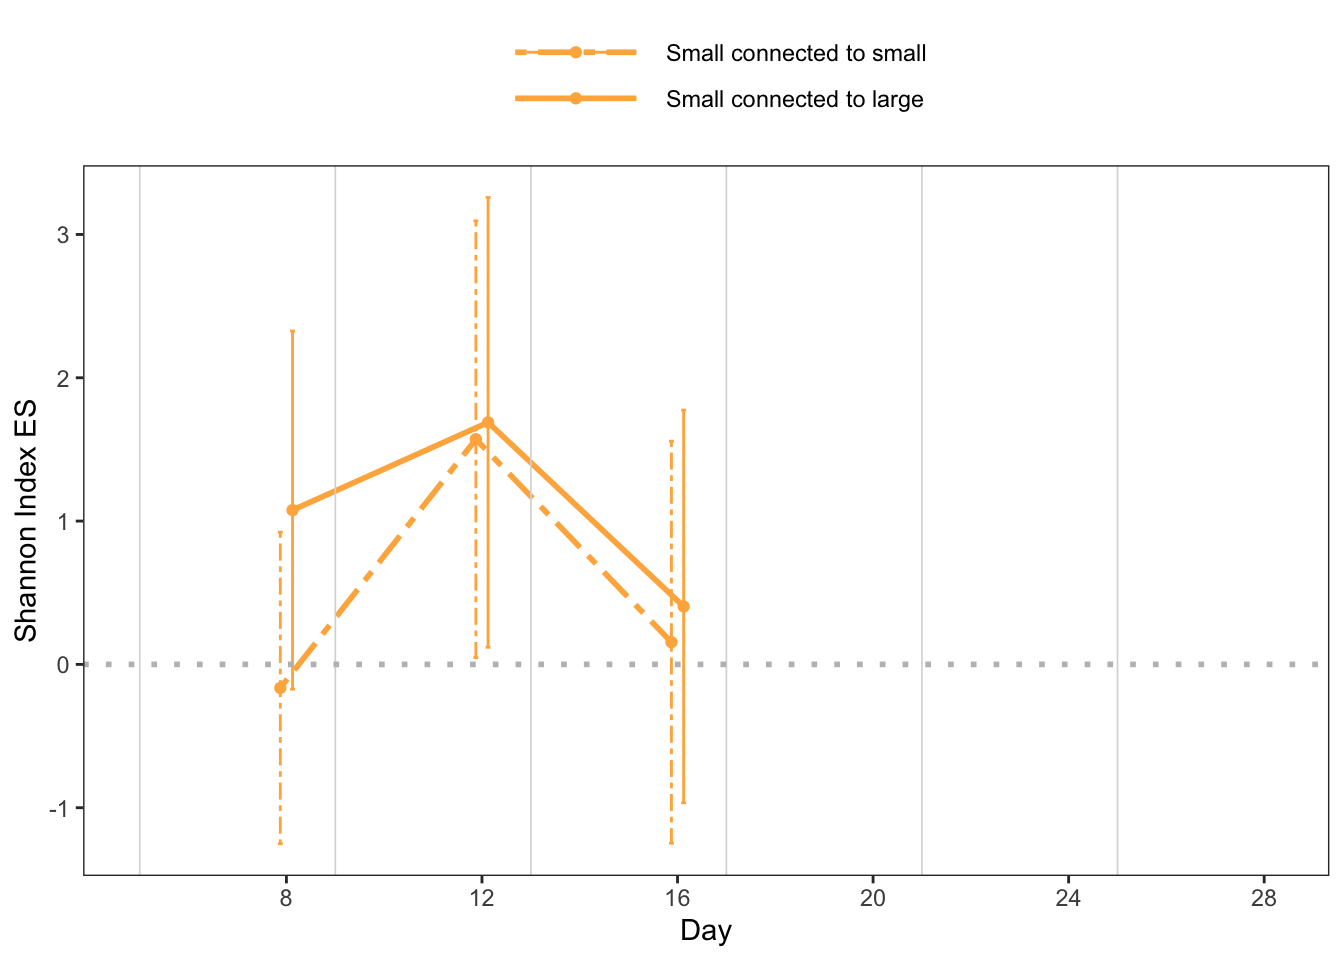 Small connected to small
Small connected to large
3
2
1
0
-1
Shannon Index ES
8 12 16 20 24 28
Day